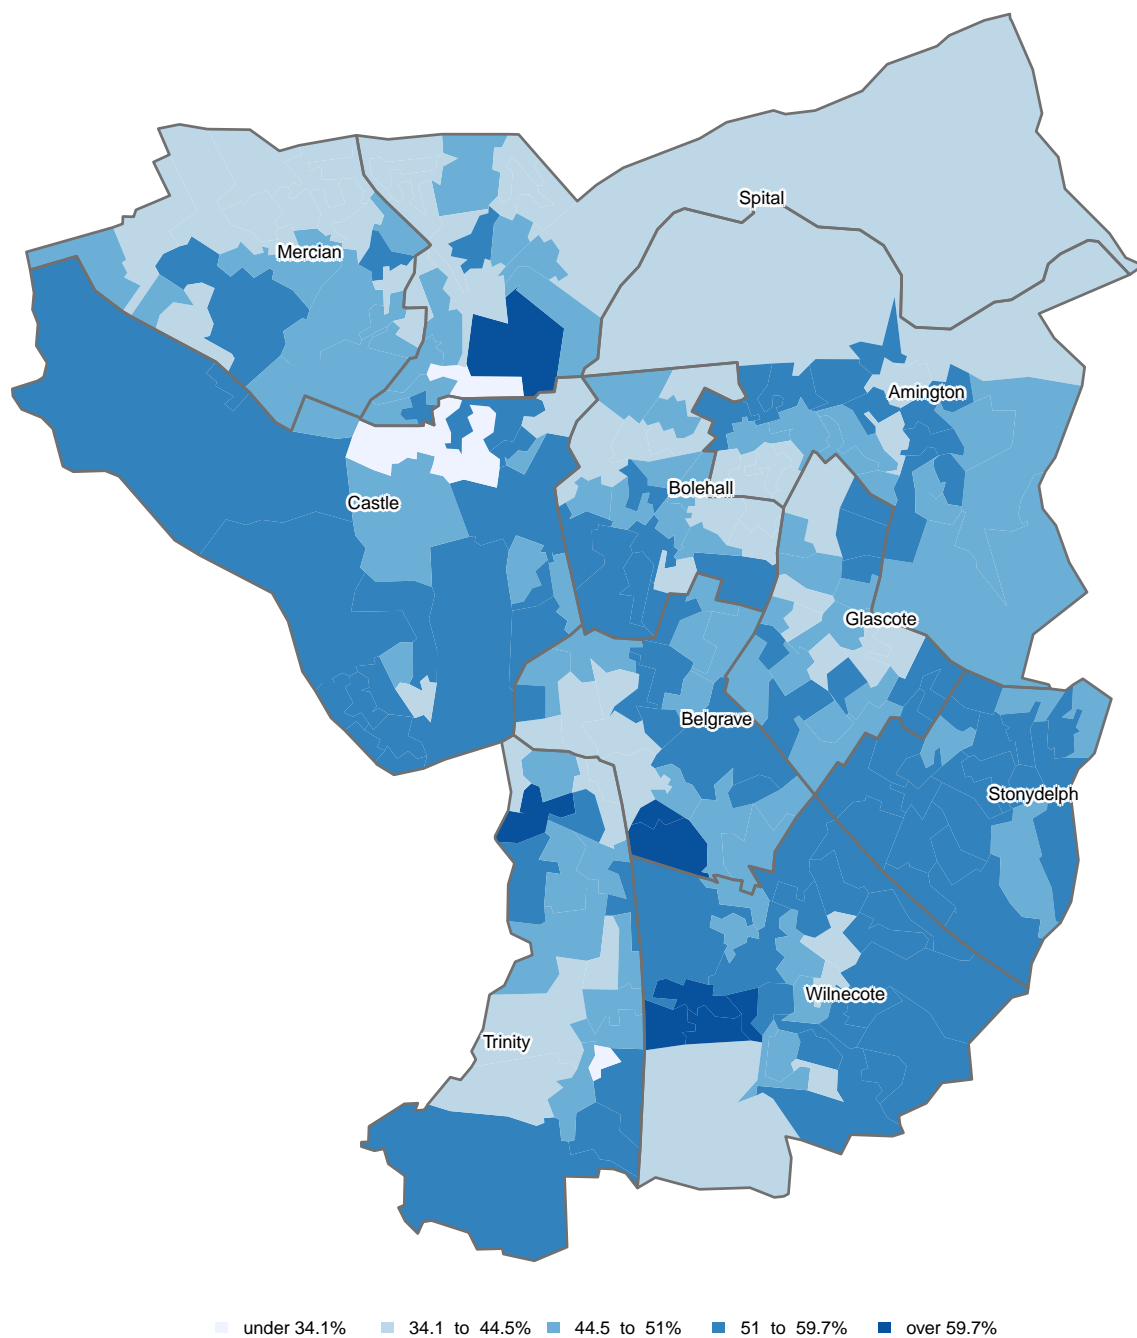 Spital
Mercian
Amington
Bolehall
Castle
Glascote
Belgrave
Stonydelph
Wilnecote
Trinity
under 34.1% 34.1 to 44.5% 44.5 to 51% 51 to 59.7% over 59.7%